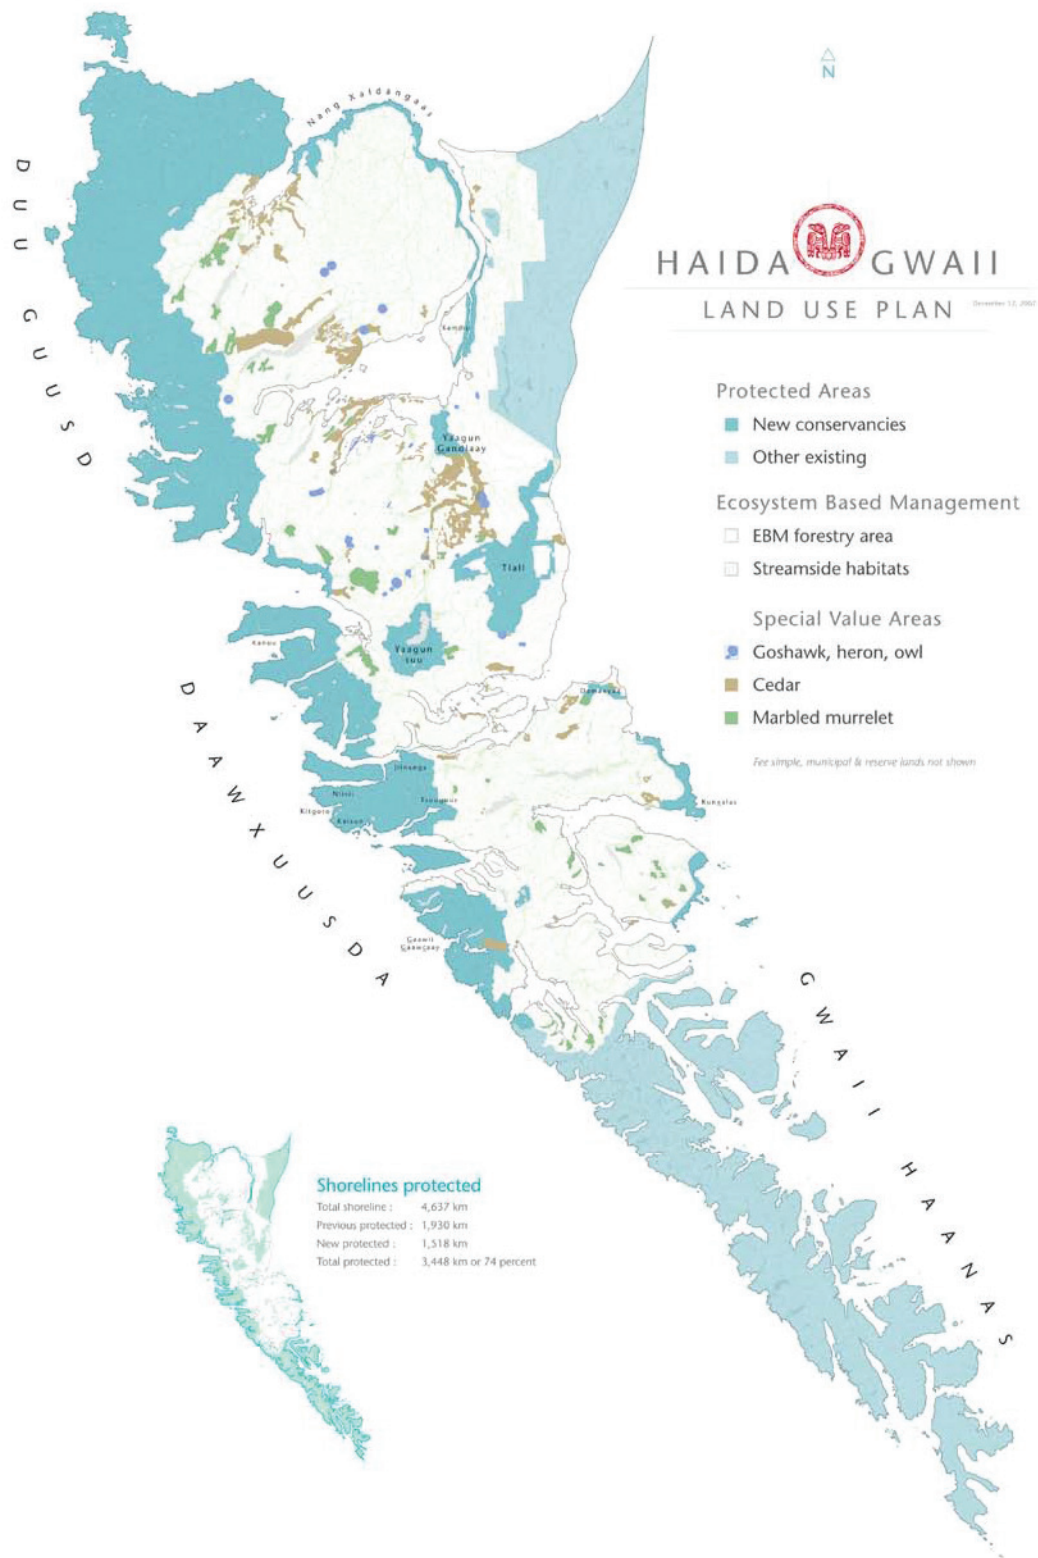 N
Nang Xaldangaas
DUU GUUSD
HAIDA GWAII
LAND USE PLAN
Protected Areas
New conservancies
Other existing
Kamdis
Ecosystem Based Management
Yaagun
Gandlaay
EBM forestry area
Tlall
Streamside habitats
Special Value Areas
Goshawk, heron, owl
Yaagun
suu
Cedar
Marbled murrelet
Fee simple, municipal & reserve lands not shown
DAAWXUUSDA
Kunxalas
Kaisun
GWAII HAANAS
Shorelines protected
Total shoreline : 4,637 km
Previous protected : 1,930 km
New protected : 1,518 km
Total protected : 3,448 km or 74 percent